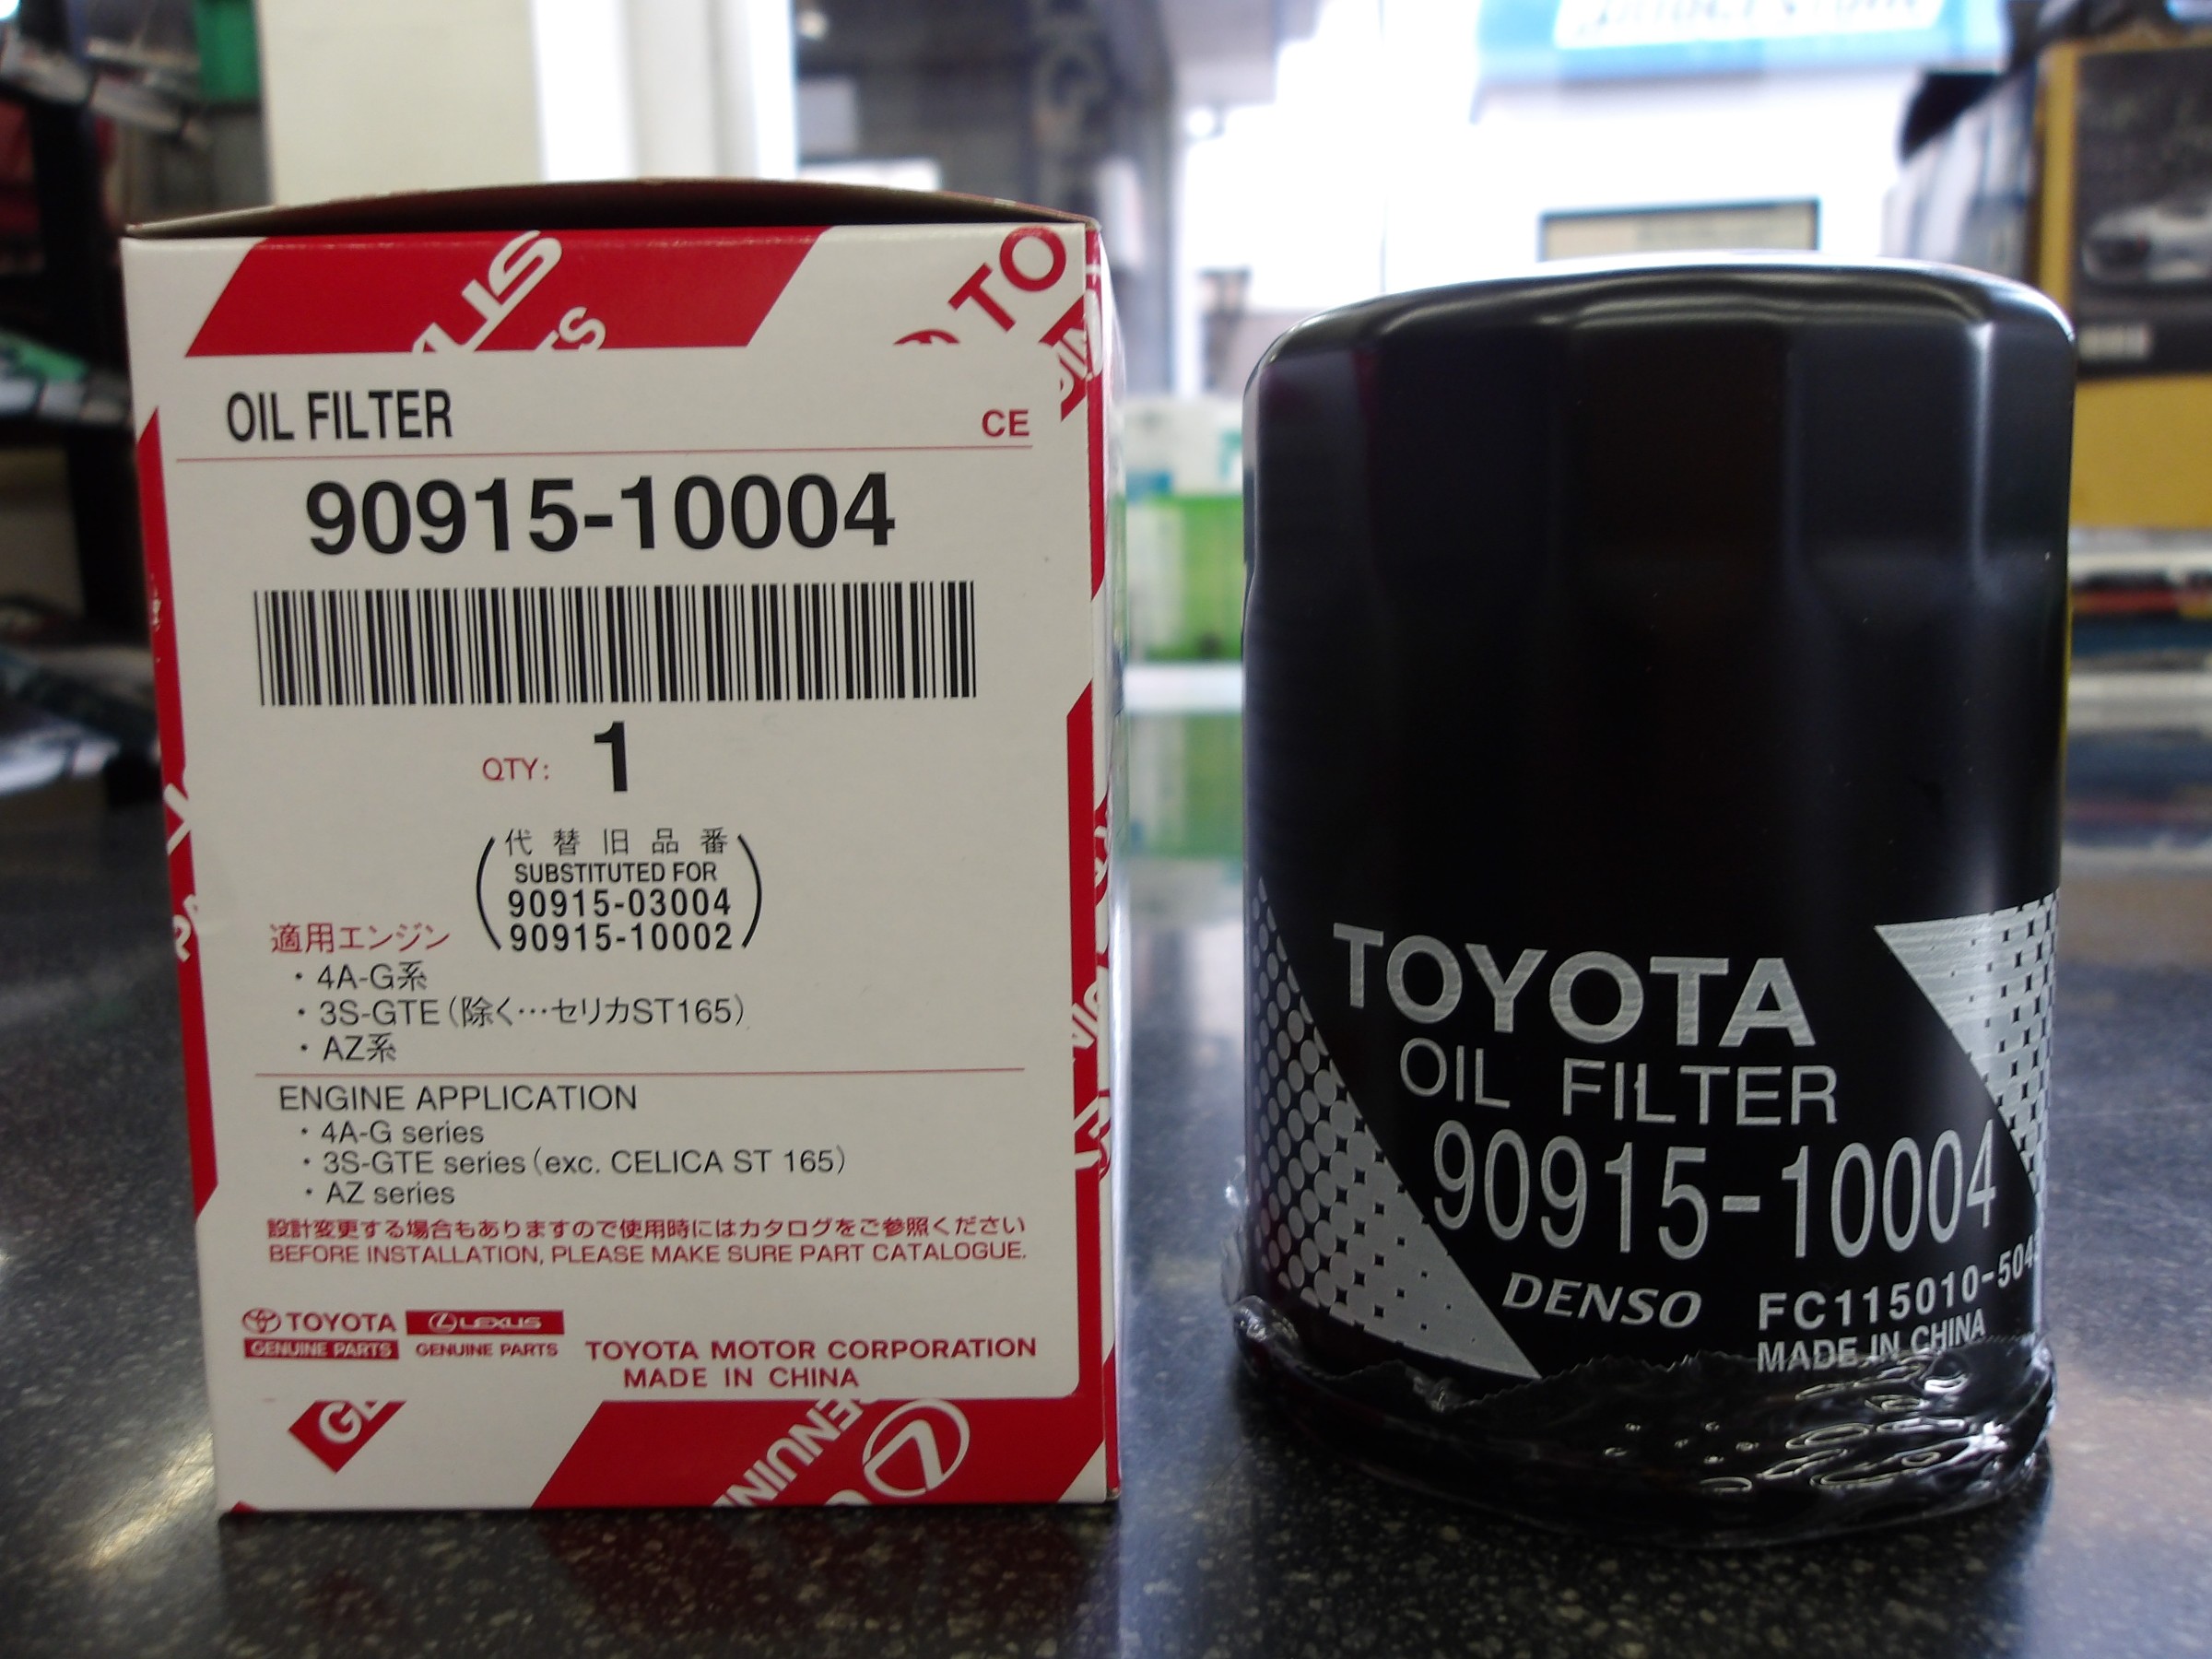 TO
OIL FILTER
CE
90915-10004
QTY: 1
代替旧品番
SUBSTITUTED FOR
90915-03004
90915-10002
適用エンジン
・4A-G系
・3S-GTE(除く…セリカST165)
・AZ系
ENGINE APPLICATION
・4A-G series
・3S-GTE series(exc. CELICA ST 165)
・AZ series
設計変更する場合もありますので使用時にはカタログをご参照ください
BEFORE INSTALLATION, PLEASE MAKE SURE PART CATALOGUE.
TOYOTA
GENUINE PARTS
LEXUS
GENUINE PARTS
TOYOTA MOTOR CORPORATION
MADE IN CHINA
TOYOTA
OIL FILTER
90915-10004
DENSO
FC115010-504
MADE IN CHINA